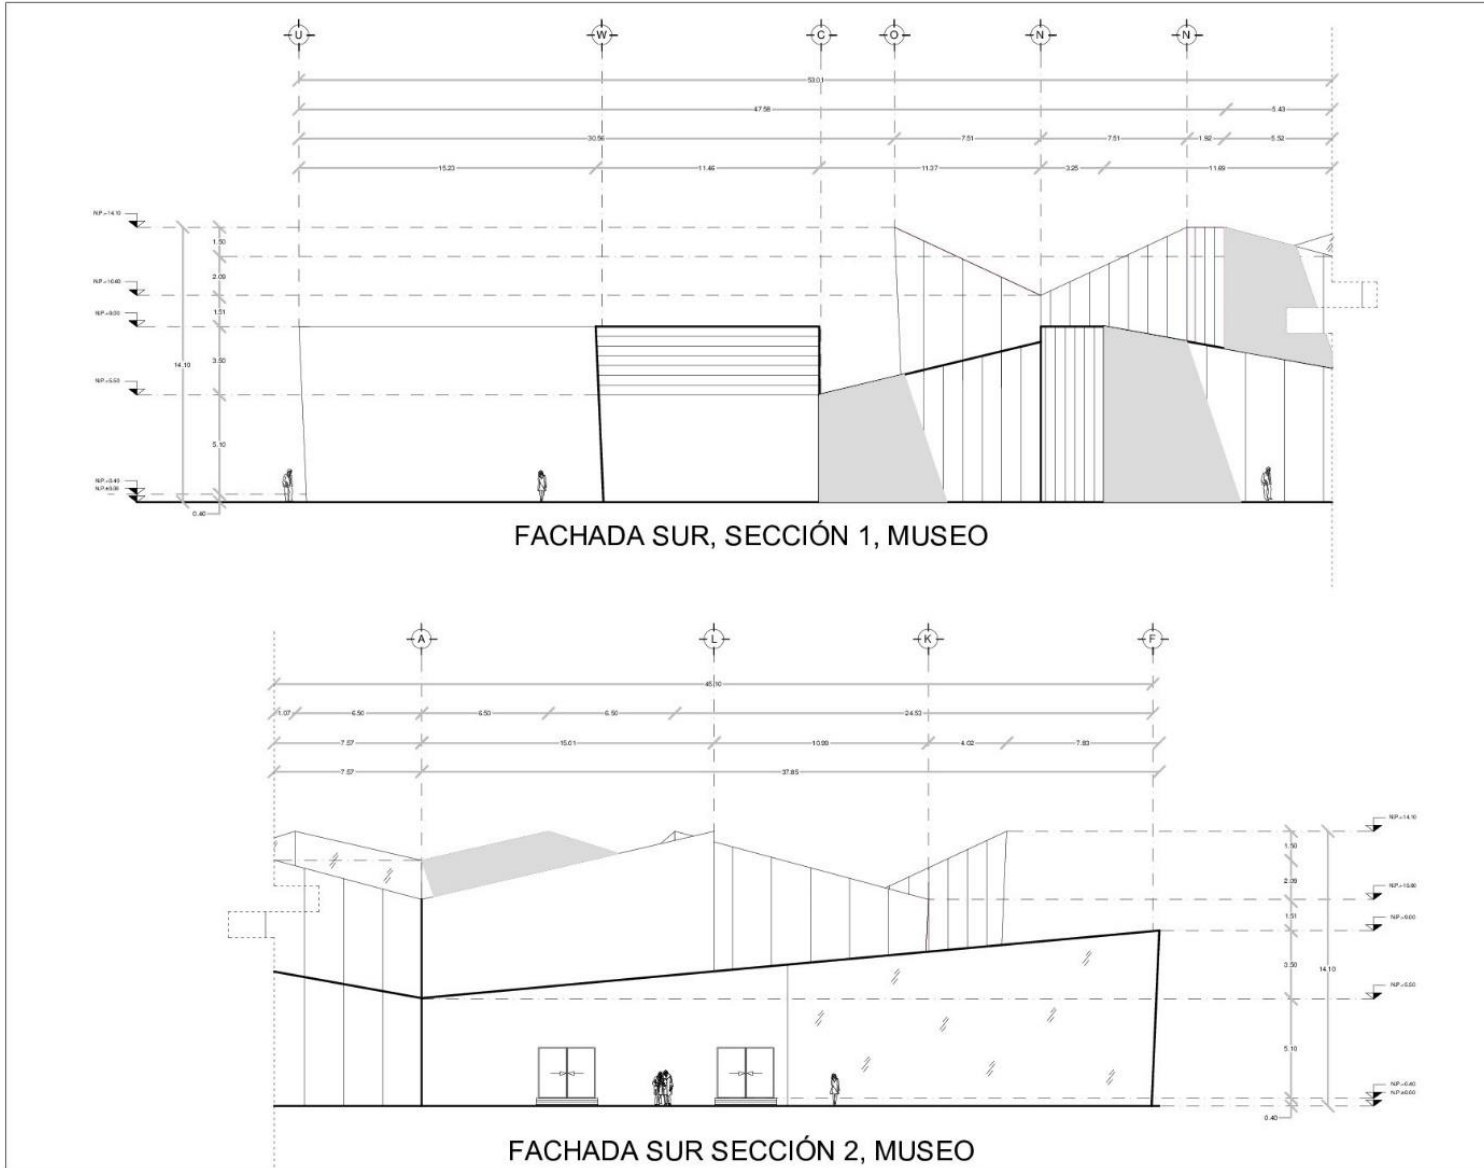 U W C O N N
53.01
47.58 5.43
30.56 7.51 7.51 1.92 5.52
15.23 11.46 11.37 3.25 11.69
N.P.+14.10
1.50
2.09
N.P.+10.60
1.51
N.P.+9.00
14.10
3.50
N.P.+5.50
5.10
N.P.+0.40
N.P.±0.00
0.40
FACHADA SUR, SECCIÓN 1, MUSEO
A L K F
45.10
1.07 6.50 6.50 6.50 24.53
7.57 15.01 10.99 4.02 7.83
7.57 37.85
N.P.+14.10
1.50
2.09
1.51
N.P.+9.00
3.50
14.10
N.P.+5.50
5.10
N.P.+0.40
N.P.±0.00
0.40
FACHADA SUR SECCIÓN 2, MUSEO